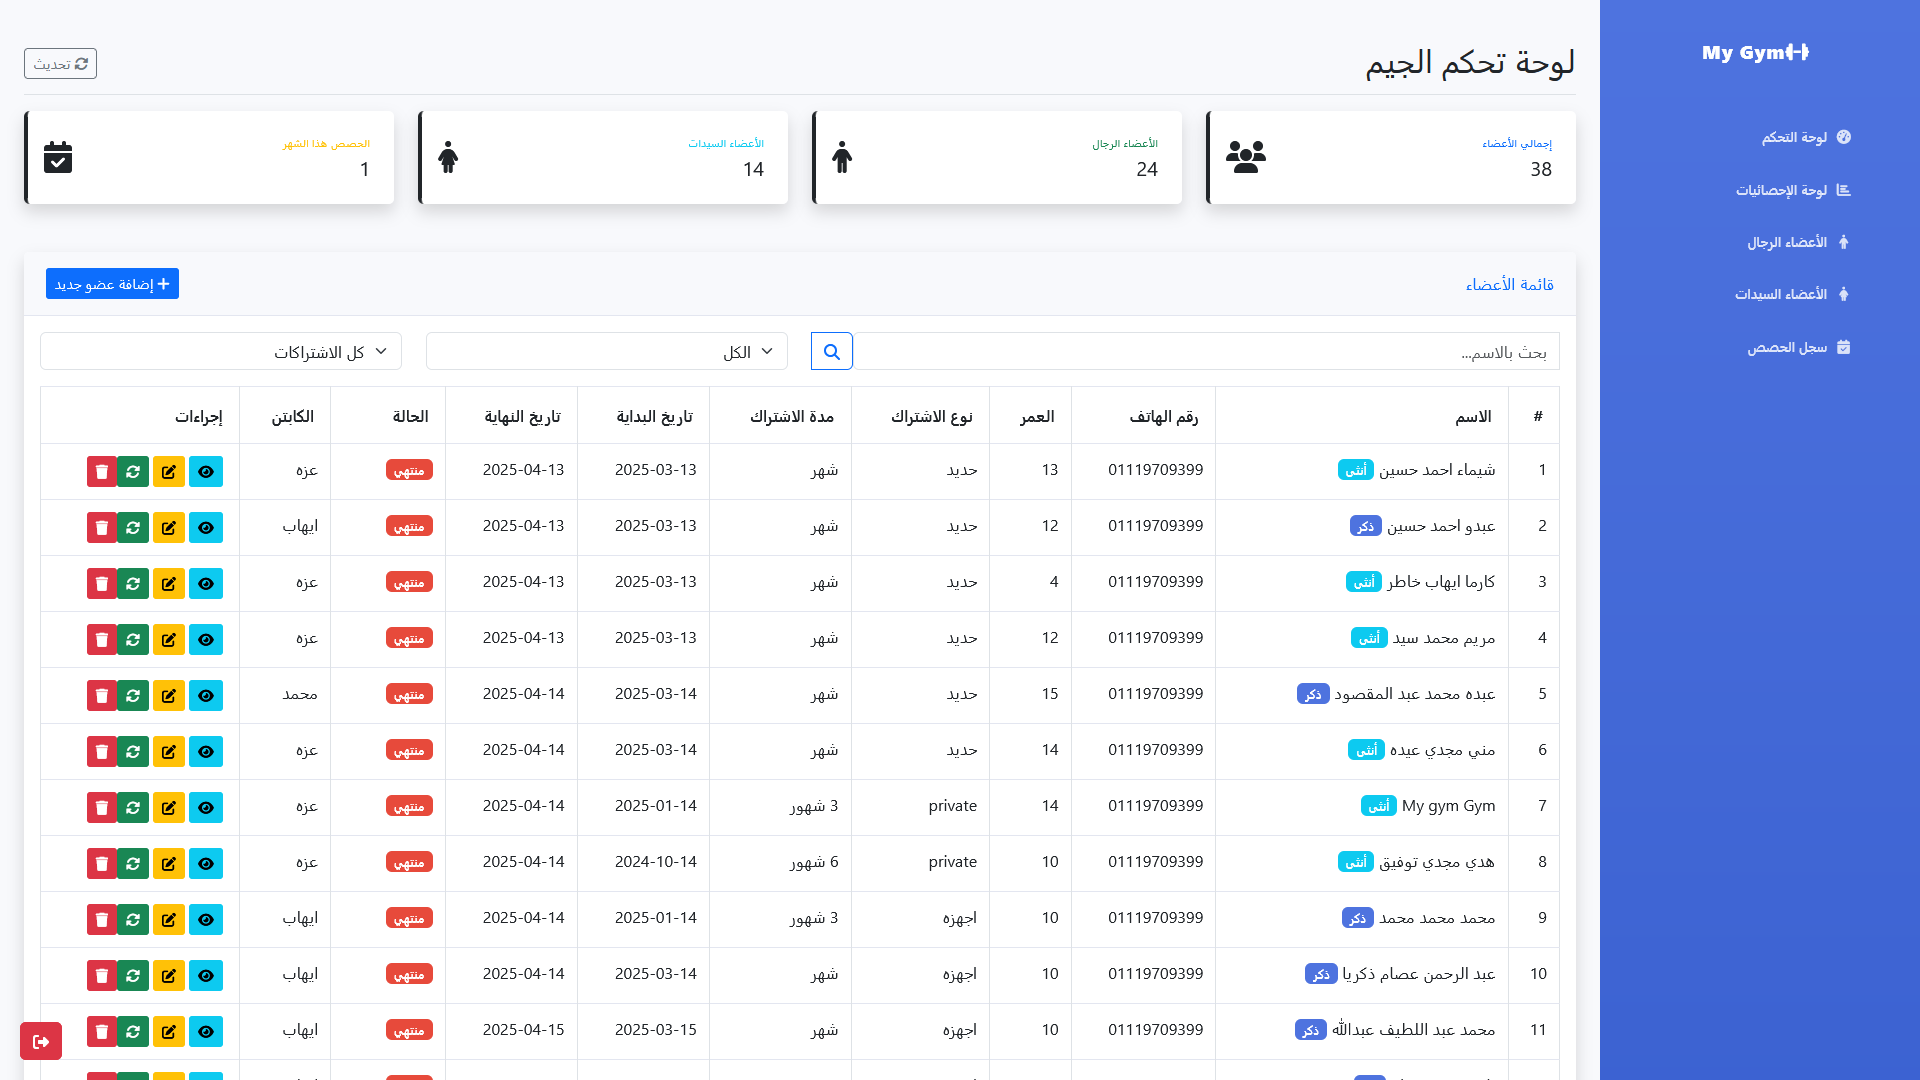 My Gym
لوحة التحكم
لوحة الإحصائيات
الأعضاء الرجال
الأعضاء السيدات
سجل الحصص
لوحة تحكم الجيم
تحديث
إجمالي الأعضاء
38
الأعضاء الرجال
24
الأعضاء السيدات
14
الحصص هذا الشهر
1
قائمة الأعضاء
إضافة عضو جديد
بحث بالاسم...
الكل
كل الاشتراكات
# الاسم رقم الهاتف العمر نوع الاشتراك مدة الاشتراك تاريخ البداية تاريخ النهاية الحالة الكابتن إجراءات
1 شيماء احمد حسين أنثى 01119709399 13 حديد شهر 2025-03-13 2025-04-13 منتهي عزه
2 عبدو احمد حسين ذكر 01119709399 12 حديد شهر 2025-03-13 2025-04-13 منتهي ايهاب
3 كارما ايهاب خاطر أنثى 01119709399 4 حديد شهر 2025-03-13 2025-04-13 منتهي عزه
4 مريم محمد سيد أنثى 01119709399 12 حديد شهر 2025-03-13 2025-04-13 منتهي عزه
5 عبده محمد عبد المقصود ذكر 01119709399 15 حديد شهر 2025-03-14 2025-04-14 منتهي محمد
6 مني مجدي عيده أنثى 01119709399 14 حديد شهر 2025-03-14 2025-04-14 منتهي عزه
7 My gym Gym أنثى 01119709399 14 private 3 شهور 2025-01-14 2025-04-14 منتهي عزه
8 هدي مجدي توفيق أنثى 01119709399 10 private 6 شهور 2024-10-14 2025-04-14 منتهي عزه
9 محمد محمد محمد ذكر 01119709399 10 اجهزه 3 شهور 2025-01-14 2025-04-14 منتهي ايهاب
10 عبد الرحمن عصام ذكريا ذكر 01119709399 10 اجهزه شهر 2025-03-14 2025-04-14 منتهي ايهاب
11 محمد عبد اللطيف عبدالله ذكر 01119709399 10 اجهزه شهر 2025-03-15 2025-04-15 منتهي ايهاب